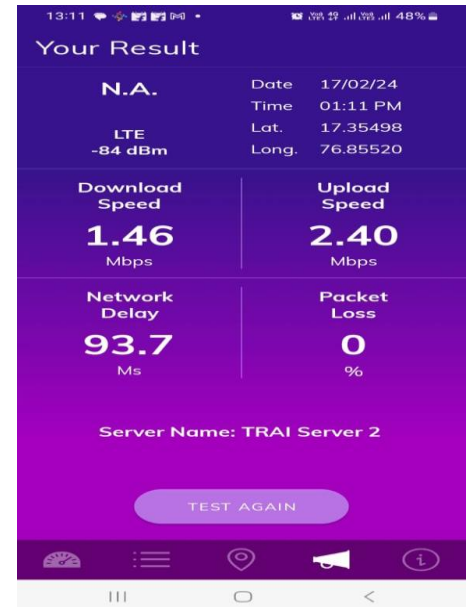 13:11
48%
Your Result
N.A.
LTE
-84 dBm
Date 17/02/24
Time 01:11 PM
Lat. 17.35498
Long. 76.85520
Download
Speed
1.46
Mbps
Upload
Speed
2.40
Mbps
Network
Delay
93.7
Ms
Packet
Loss
0
%
Server Name: TRAI Server 2
TEST AGAIN